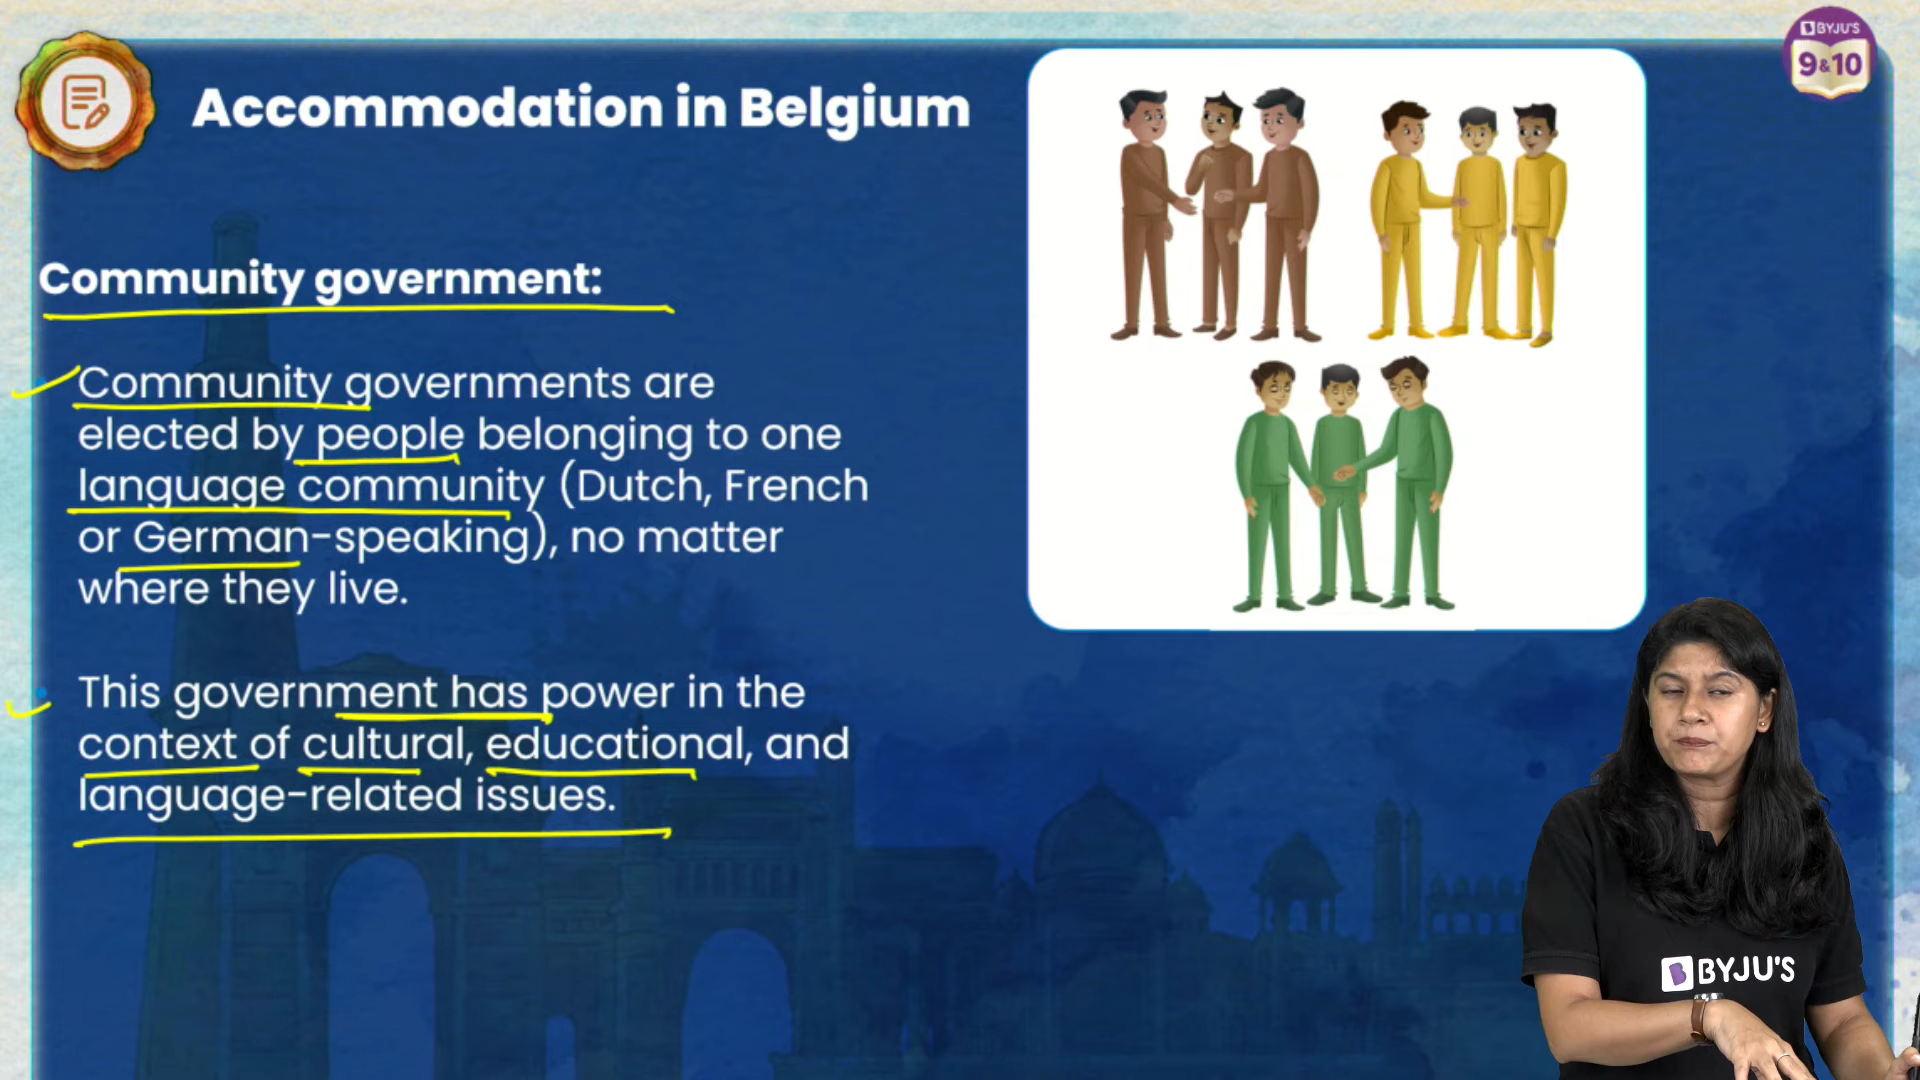 BYJU'S
9&10
Accommodation in Belgium
Community government:
Community governments are
elected by people belonging to one
language community (Dutch, French
or German-speaking), no matter
where they live.
This government has power in the
context of cultural, educational, and
language-related issues.
BYJU'S